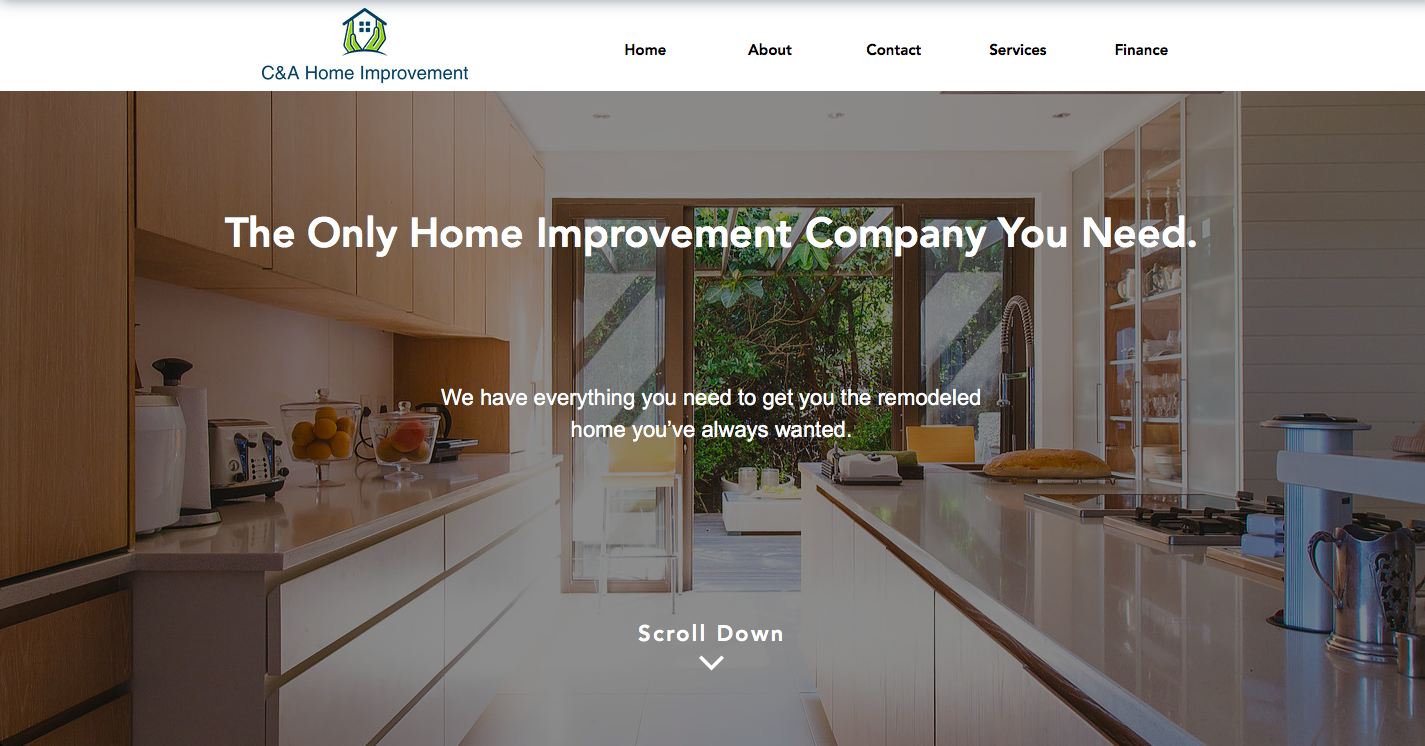 C&A Home Improvement
Home
About
Contact
Services
Finance
The Only Home Improvement Company You Need.
We have everything you need to get you the remodeled
home you’ve always wanted.
Scroll Down